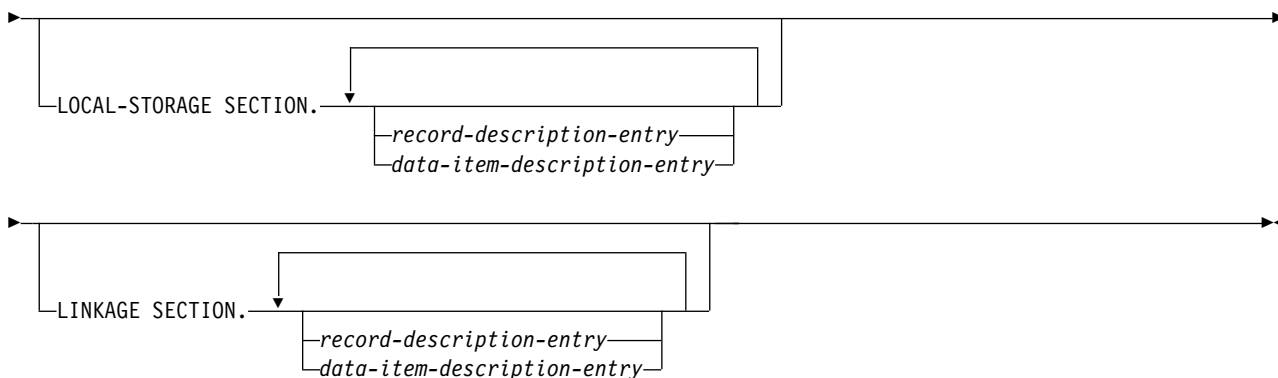 LOCAL-STORAGE SECTION.
record-description-entry
data-item-description-entry
LINKAGE SECTION.
record-description-entry
data-item-description-entry